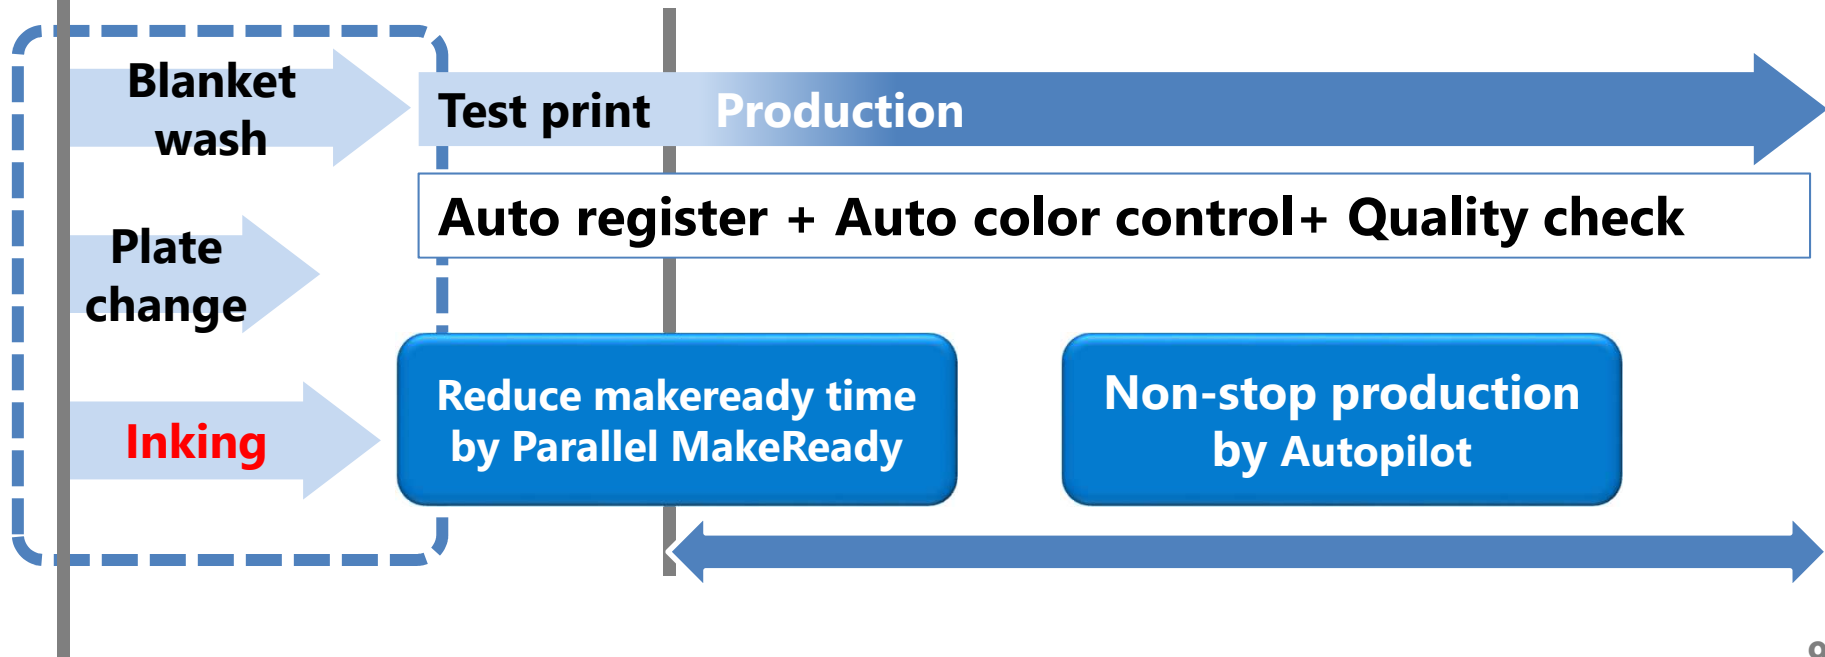 Blanket
wash
Test print
Production
Auto register + Auto color control+ Quality check
Plate
change
Inking
Reduce makeready time
by Parallel MakeReady
Non-stop production
by Autopilot